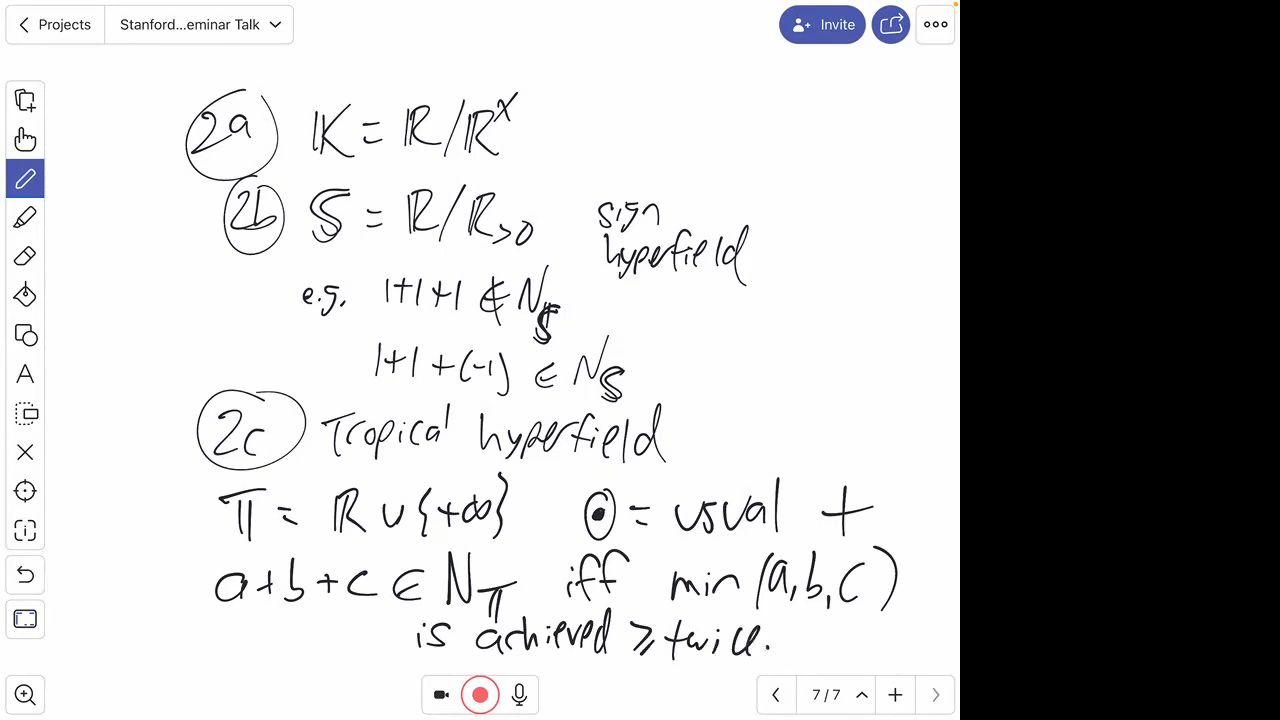 Projects
Stanford...eminar Talk
Invite
2a 𝕂 = ℝ/ℝ^×
2b 𝕊 = ℝ/ℝ_{>0} sign hyperfield
e.g. 1+1+1 ∉ N_𝕊
1+1+(-1) ∈ N_𝕊
2c Tropical hyperfield
𝕋 = ℝ ∪ {+∞} ⊙ = usual +
a+b+c ∈ N_𝕋 iff min(a,b,c)
is achieved ⩾ twice.
7/7